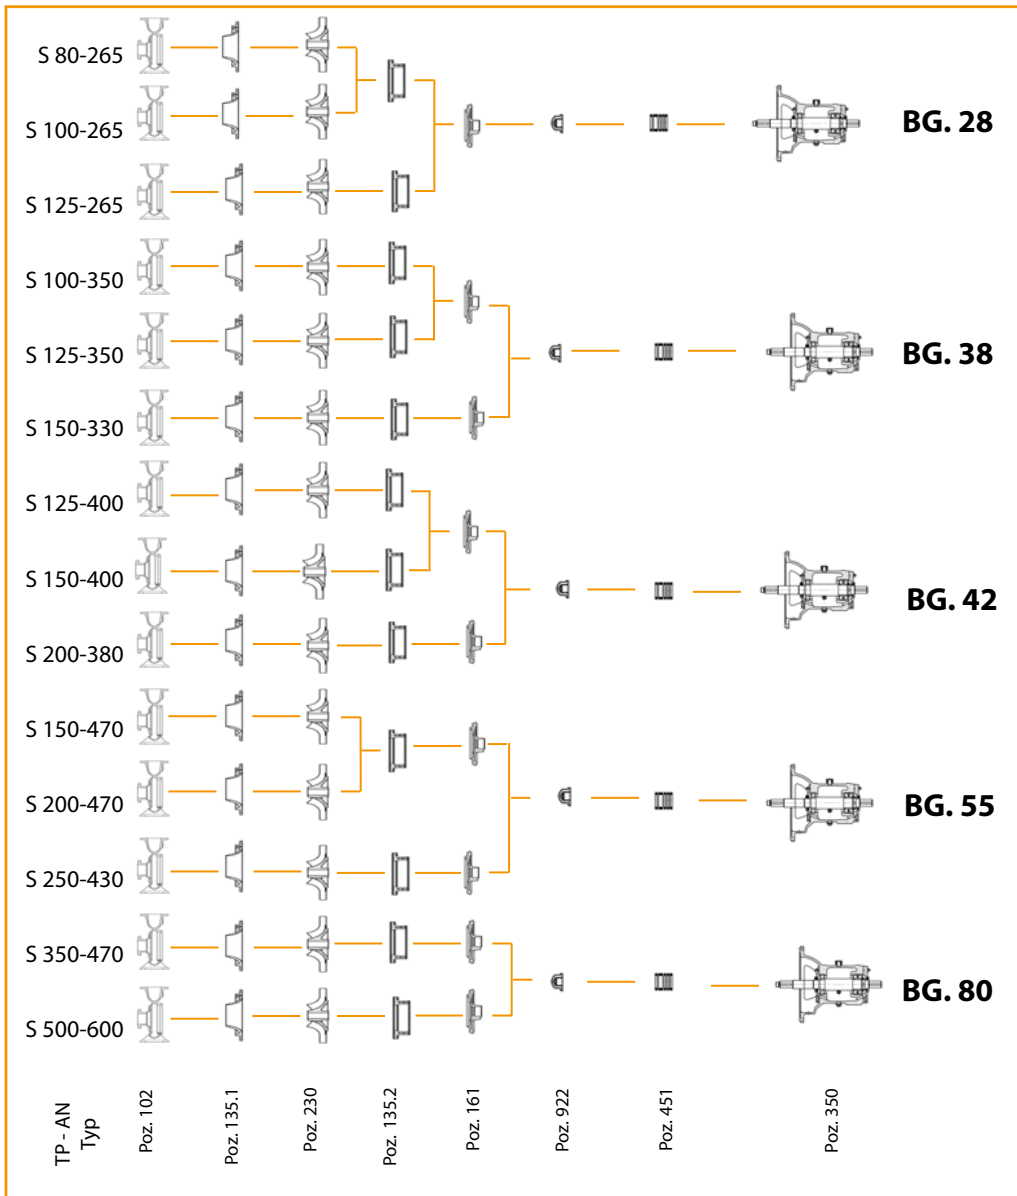 S 80-265
S 100-265
BG. 28
S 125-265
S 100-350
S 125-350
BG. 38
S 150-330
S 125-400
S 150-400
BG. 42
S 200-380
S 150-470
S 200-470
BG. 55
S 250-430
S 350-470
BG. 80
S 500-600
TP - AN
Typ
Poz. 102
Poz. 135.1
Poz. 230
Poz. 135.2
Poz. 161
Poz. 922
Poz. 451
Poz. 350